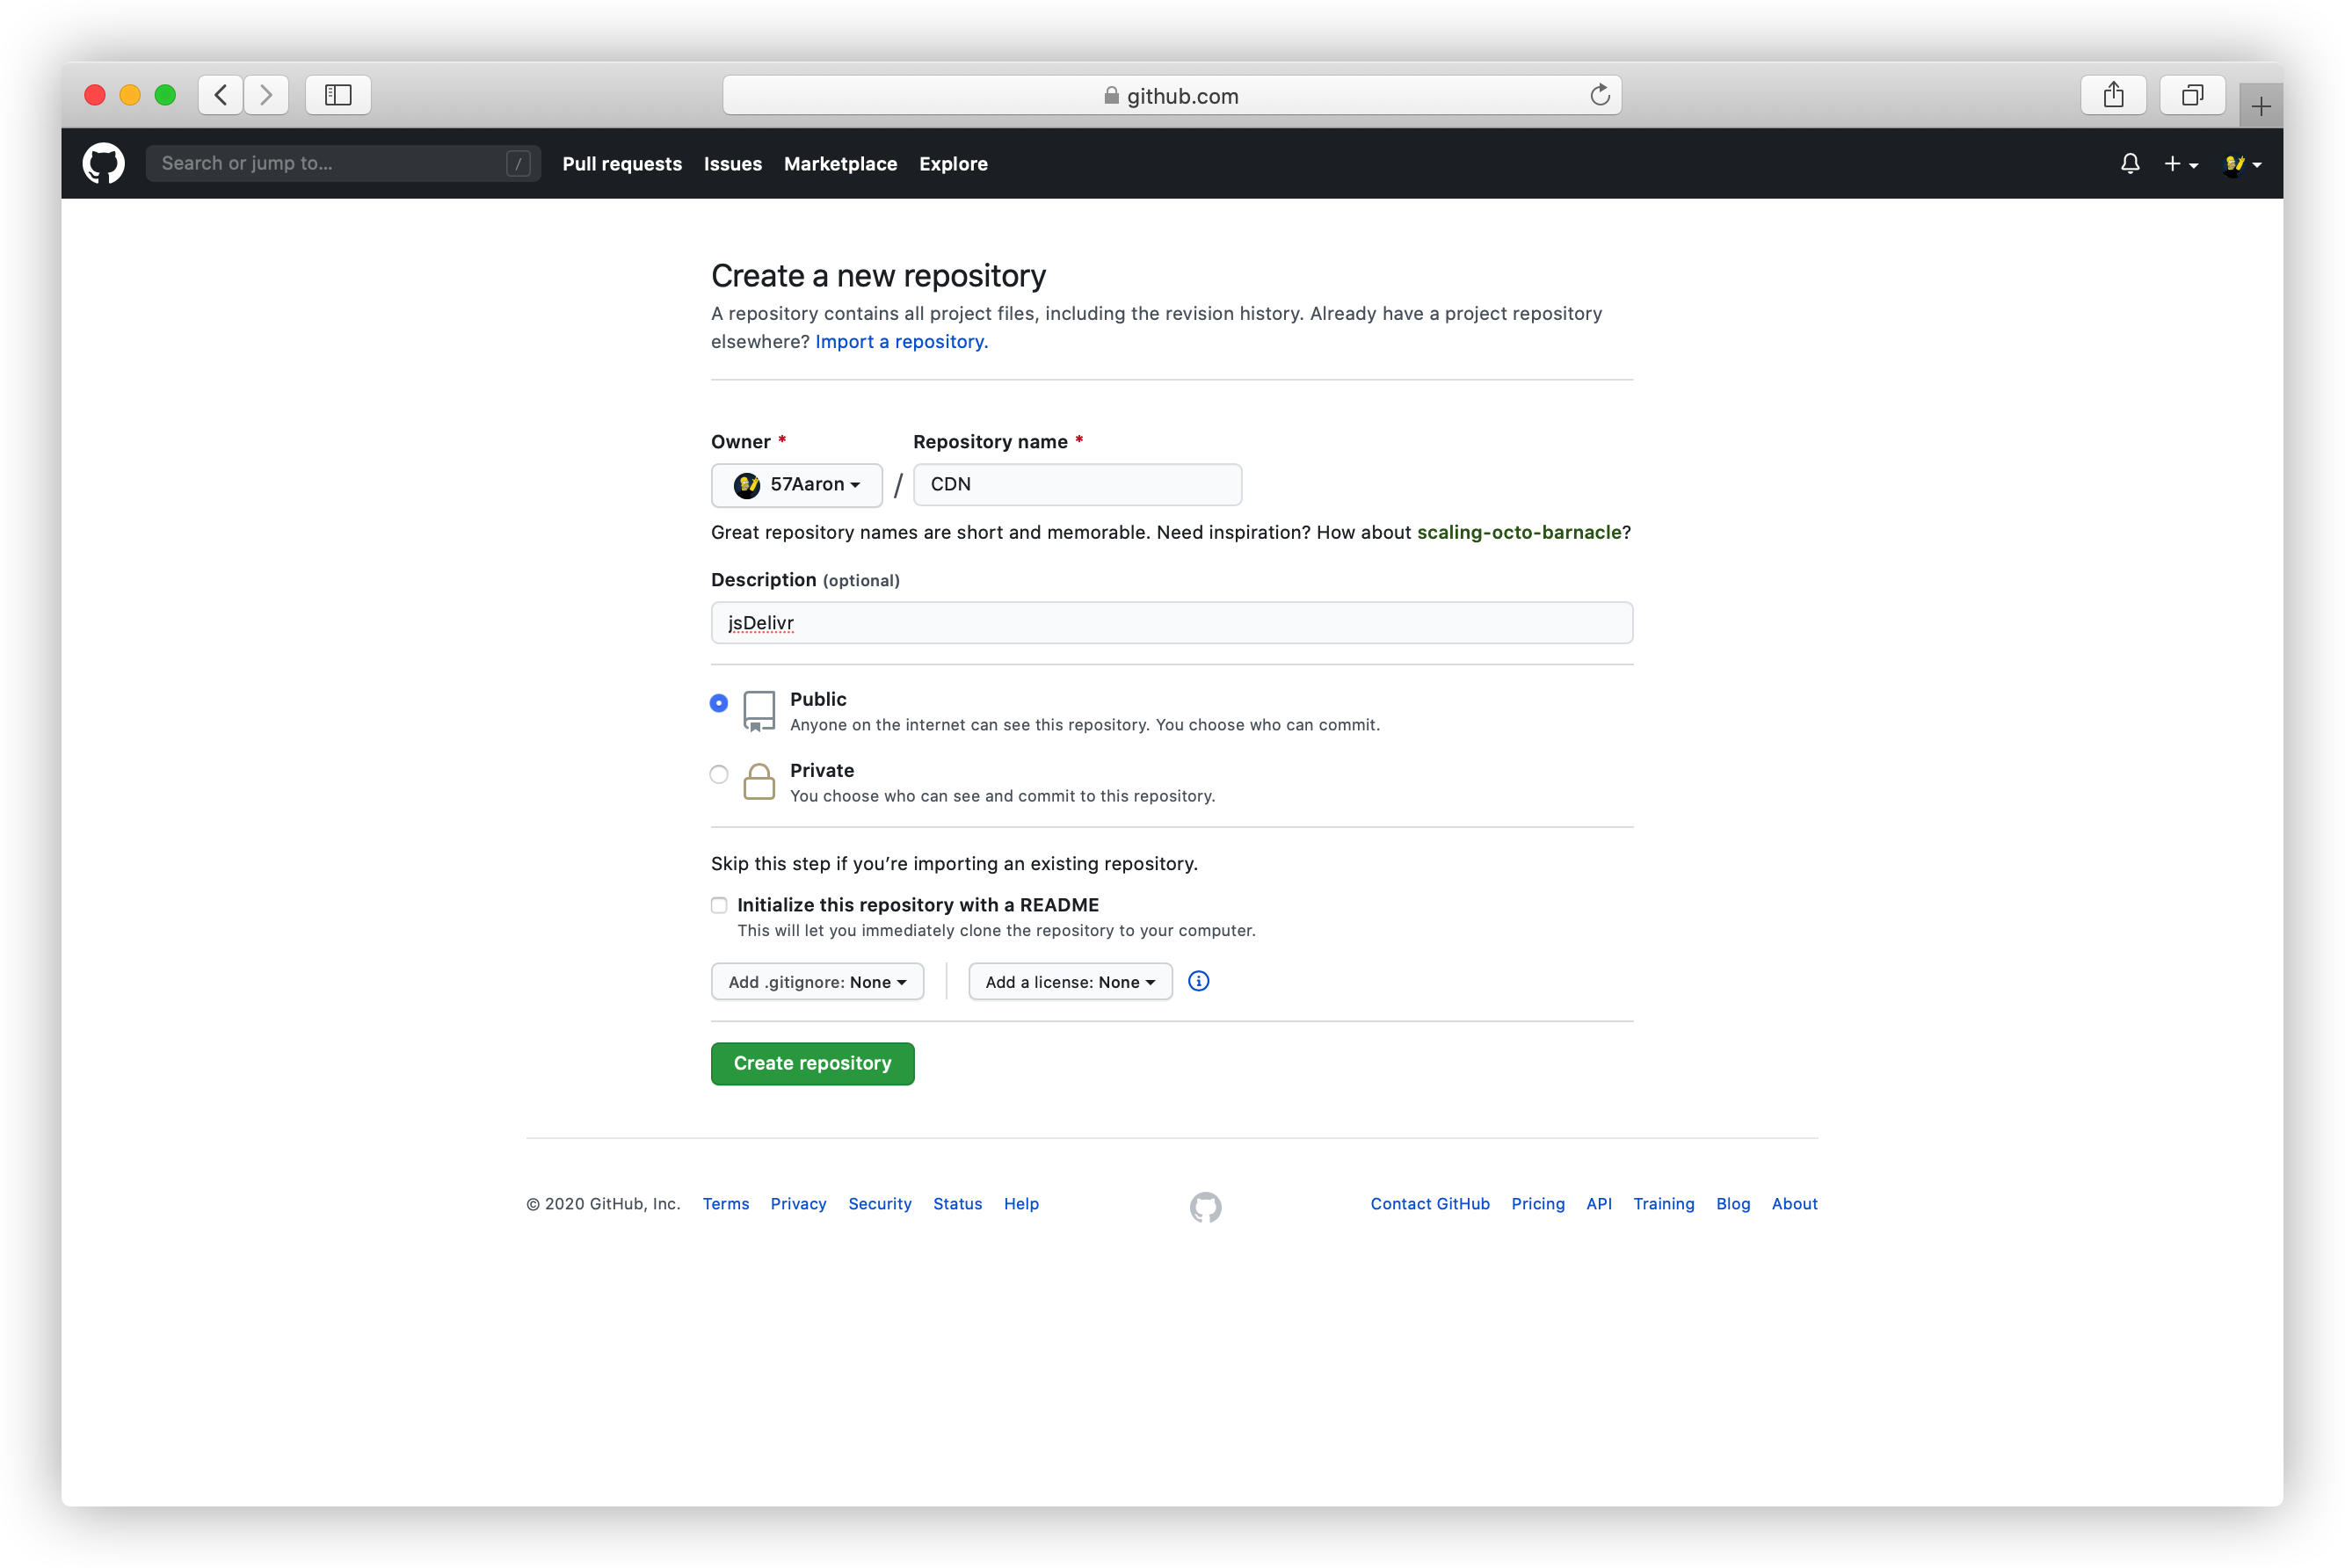 github.com
Search or jump to... /
Pull requests Issues Marketplace Explore
Create a new repository
A repository contains all project files, including the revision history. Already have a project repository
elsewhere? Import a repository.
Owner * Repository name *
57Aaron / CDN
Great repository names are short and memorable. Need inspiration? How about scaling-octo-barnacle?
Description (optional)
jsDelivr
Public
Anyone on the internet can see this repository. You choose who can commit.
Private
You choose who can see and commit to this repository.
Skip this step if you’re importing an existing repository.
Initialize this repository with a README
This will let you immediately clone the repository to your computer.
Add .gitignore: None Add a license: None
Create repository
© 2020 GitHub, Inc. Terms Privacy Security Status Help Contact GitHub Pricing API Training Blog About